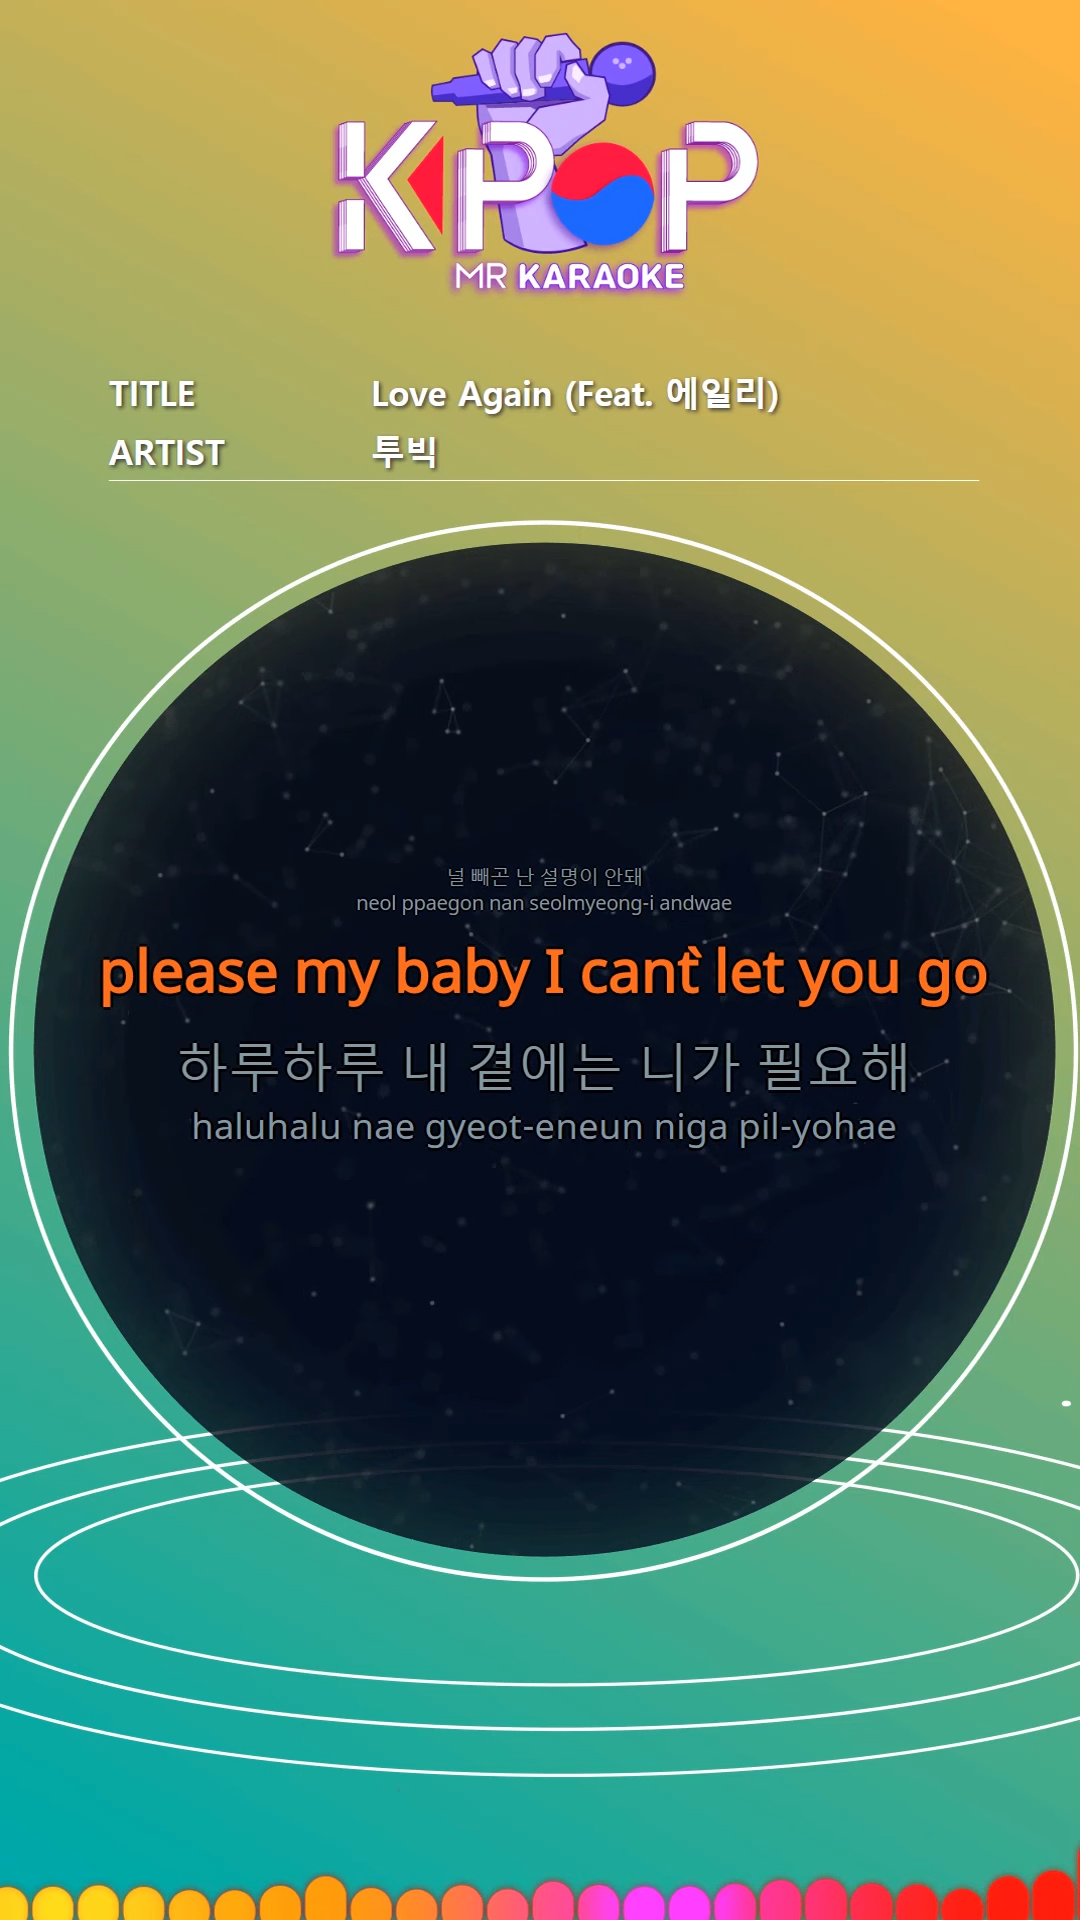 KPOP
MR KARAOKE
TITLE Love Again (Feat. 에일리)
ARTIST 투빅
널 빼곤 난 설명이 안돼
neol ppaegon nan seolmyeong-i andwae
please my baby I cant̀ let you go
하루하루 내 곁에는 니가 필요해
haluhalu nae gyeot-eneun niga pil-yohae